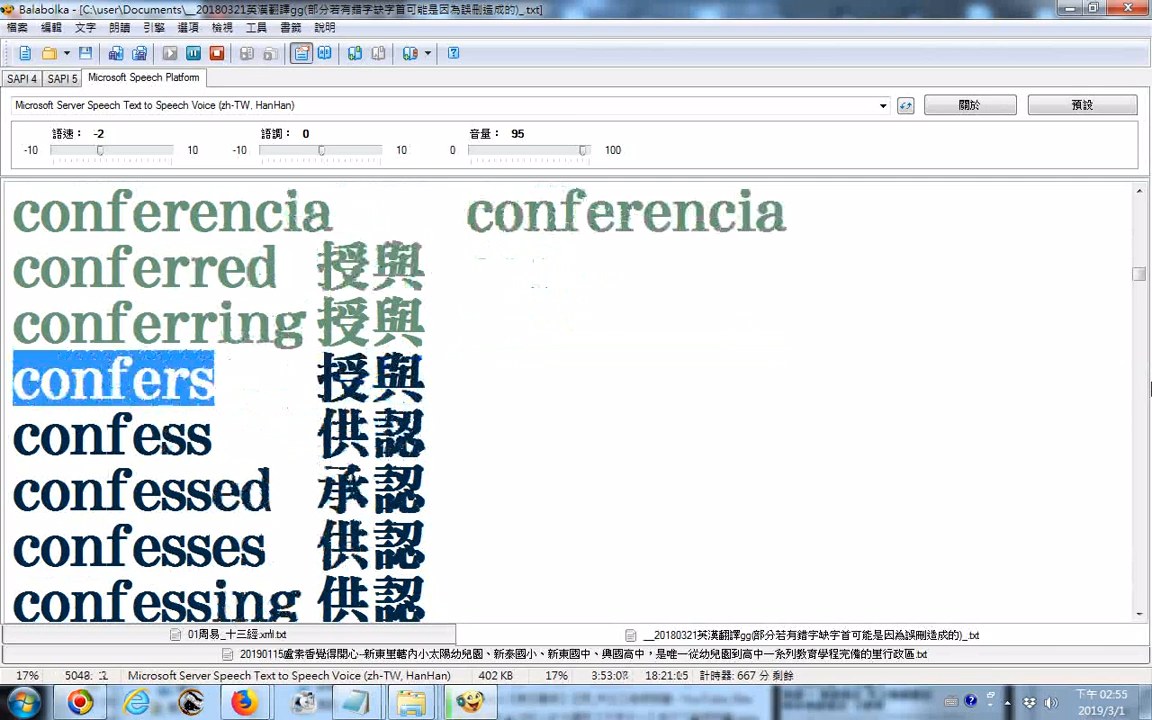 Balabolka - [C:\user\Documents\__20180321英漢翻譯gg(部分若有錯字缺字首可能是因為誤刪造成的)_.txt]
檔案 編輯 文字 朗讀 引擎 選項 檢視 工具 書籤 說明
SAPI 4 SAPI 5 Microsoft Speech Platform
Microsoft Server Speech Text to Speech Voice (zh-TW, HanHan) 關於 預設
語速： -2 語調： 0 音量： 95
-10 10 -10 10 0 100
conferencia conferencia
conferred 授與
conferring 授與
confers 授與
confess 供認
confessed 承認
confesses 供認
confessing 供認
01周易_十三經.xml.txt __20180321英漢翻譯gg(部分若有錯字缺字首可能是因為誤刪造成的)_.txt
20190115盧素香覺得開心--新東里轄內小太陽幼兒園、新泰國小、新東國中、興國高中，是唯一從幼兒園到高中一系列教育學程完備的里行政區.txt
17% Microsoft Server Speech Text to Speech Voice (zh-TW, HanHan) 402 KB 17% 18:21:05 計時器: 667 分 剩餘
下午 02:55
2019/3/1